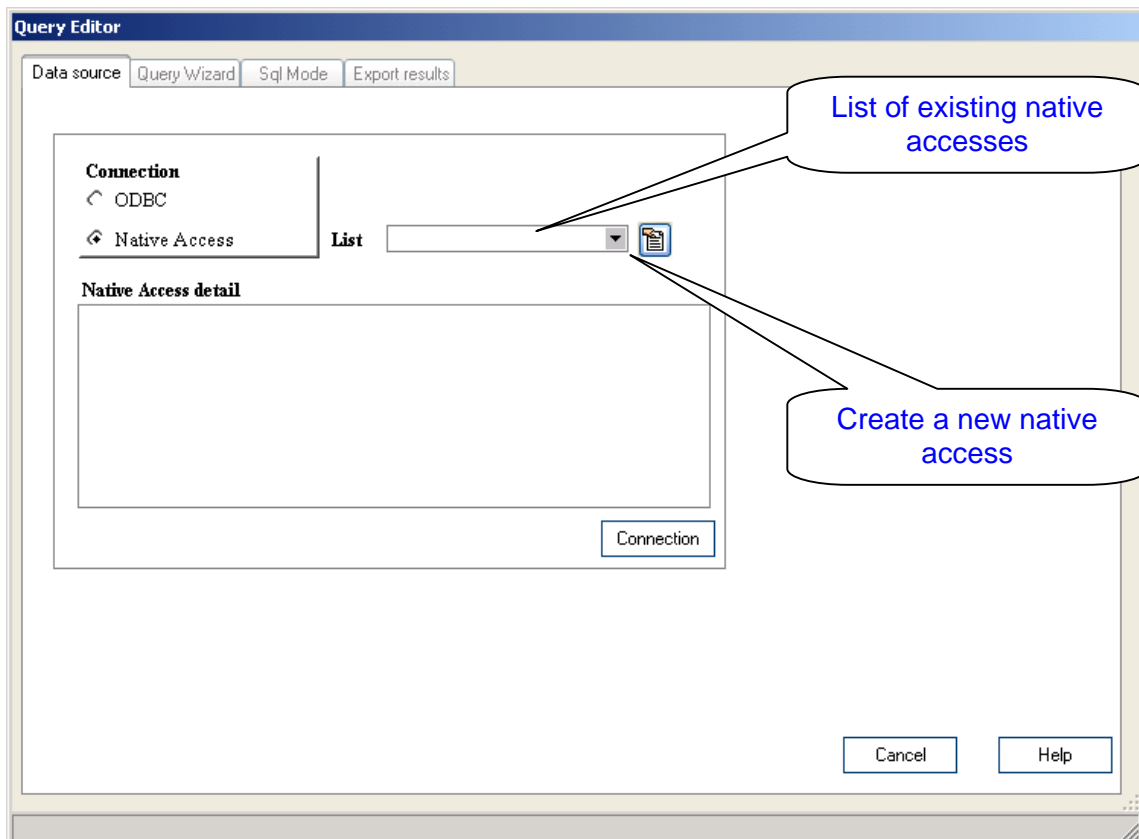 Query Editor
Data source Query Wizard Sql Mode Export results
List of existing native
accesses
Connection
ODBC
Native Access
List
Native Access detail
Create a new native
access
Connection
Cancel Help